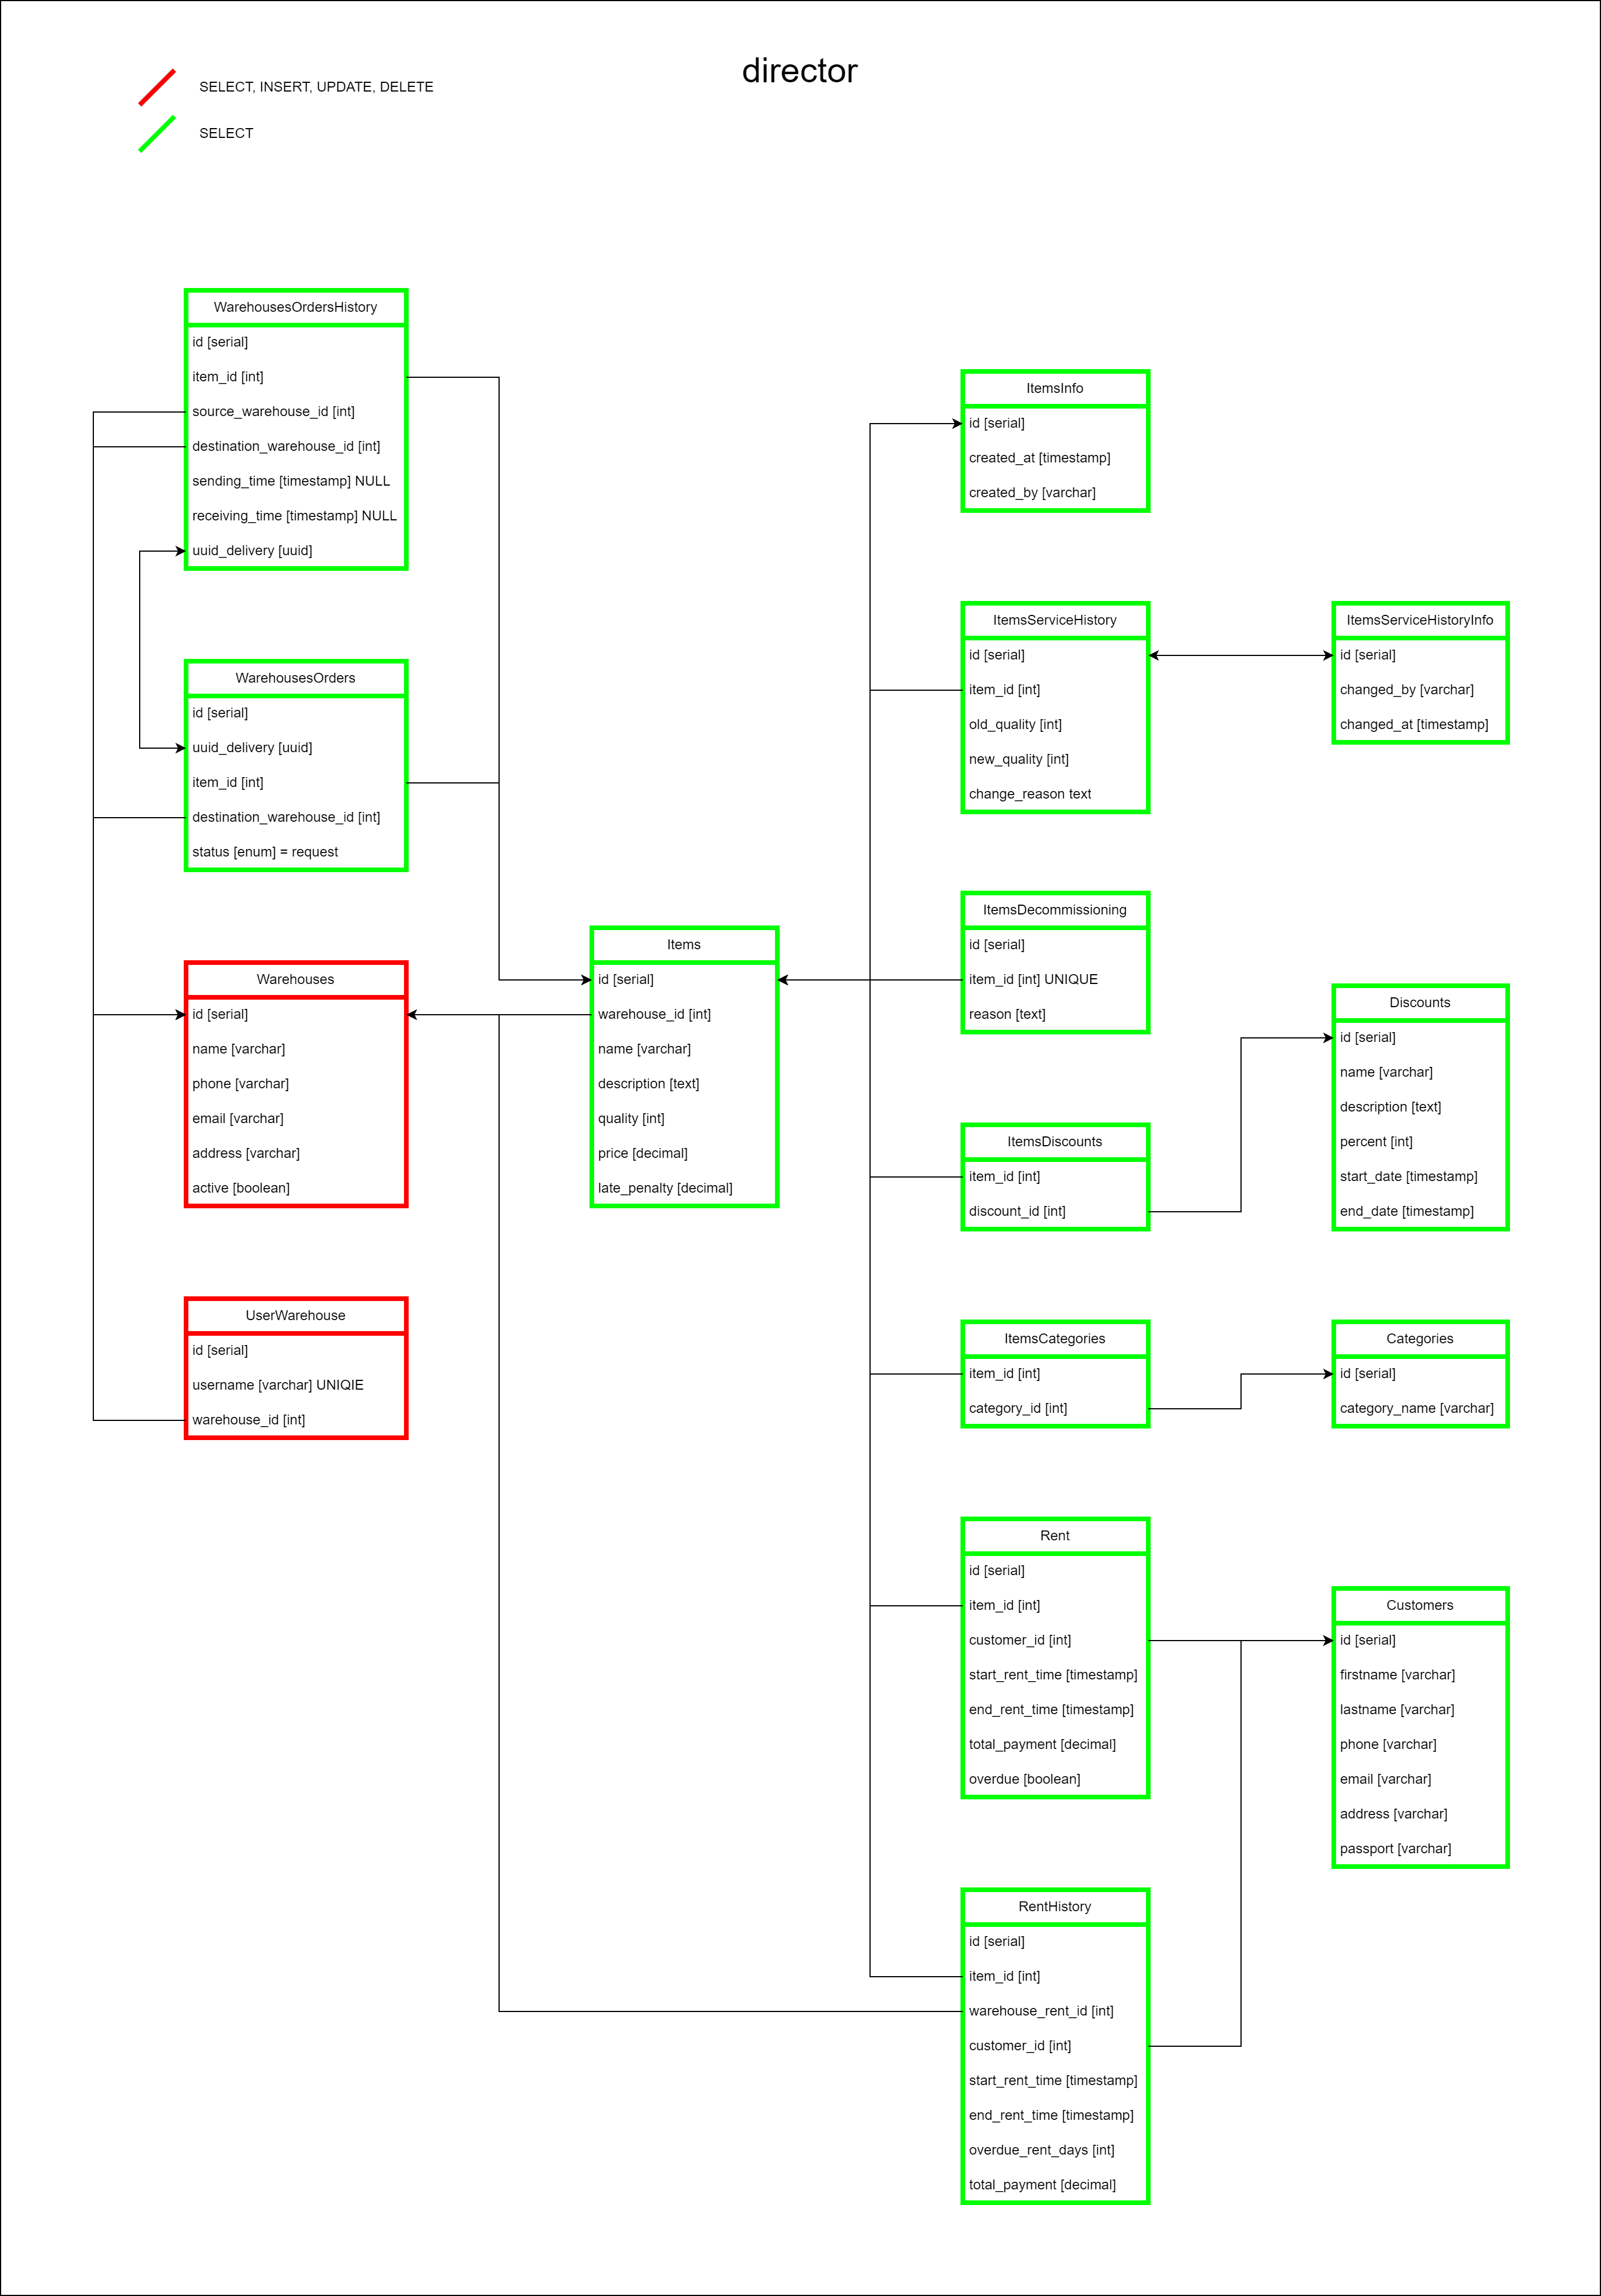 director
SELECT, INSERT, UPDATE, DELETE
SELECT
WarehousesOrdersHistory
id [serial]
item_id [int]
source_warehouse_id [int]
destination_warehouse_id [int]
sending_time [timestamp] NULL
receiving_time [timestamp] NULL
uuid_delivery [uuid]
WarehousesOrders
id [serial]
uuid_delivery [uuid]
item_id [int]
destination_warehouse_id [int]
status [enum] = request
Warehouses
id [serial]
name [varchar]
phone [varchar]
email [varchar]
address [varchar]
active [boolean]
UserWarehouse
id [serial]
username [varchar] UNIQIE
warehouse_id [int]
Items
id [serial]
warehouse_id [int]
name [varchar]
description [text]
quality [int]
price [decimal]
late_penalty [decimal]
ItemsInfo
id [serial]
created_at [timestamp]
created_by [varchar]
ItemsServiceHistory
id [serial]
item_id [int]
old_quality [int]
new_quality [int]
change_reason text
ItemsServiceHistoryInfo
id [serial]
changed_by [varchar]
changed_at [timestamp]
ItemsDecommissioning
id [serial]
item_id [int] UNIQUE
reason [text]
Discounts
id [serial]
name [varchar]
description [text]
percent [int]
start_date [timestamp]
end_date [timestamp]
ItemsDiscounts
item_id [int]
discount_id [int]
ItemsCategories
item_id [int]
category_id [int]
Categories
id [serial]
category_name [varchar]
Rent
id [serial]
item_id [int]
customer_id [int]
start_rent_time [timestamp]
end_rent_time [timestamp]
total_payment [decimal]
overdue [boolean]
Customers
id [serial]
firstname [varchar]
lastname [varchar]
phone [varchar]
email [varchar]
address [varchar]
passport [varchar]
RentHistory
id [serial]
item_id [int]
warehouse_rent_id [int]
customer_id [int]
start_rent_time [timestamp]
end_rent_time [timestamp]
overdue_rent_days [int]
total_payment [decimal]